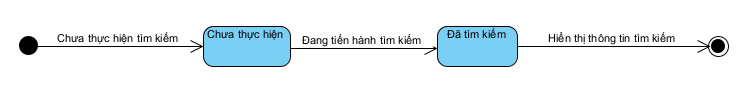 Chưa thực hiện tìm kiếm
Chưa thực hiện
Đang tiến hành tìm kiếm
Đã tìm kiếm
Hiển thị thông tin tìm kiếm